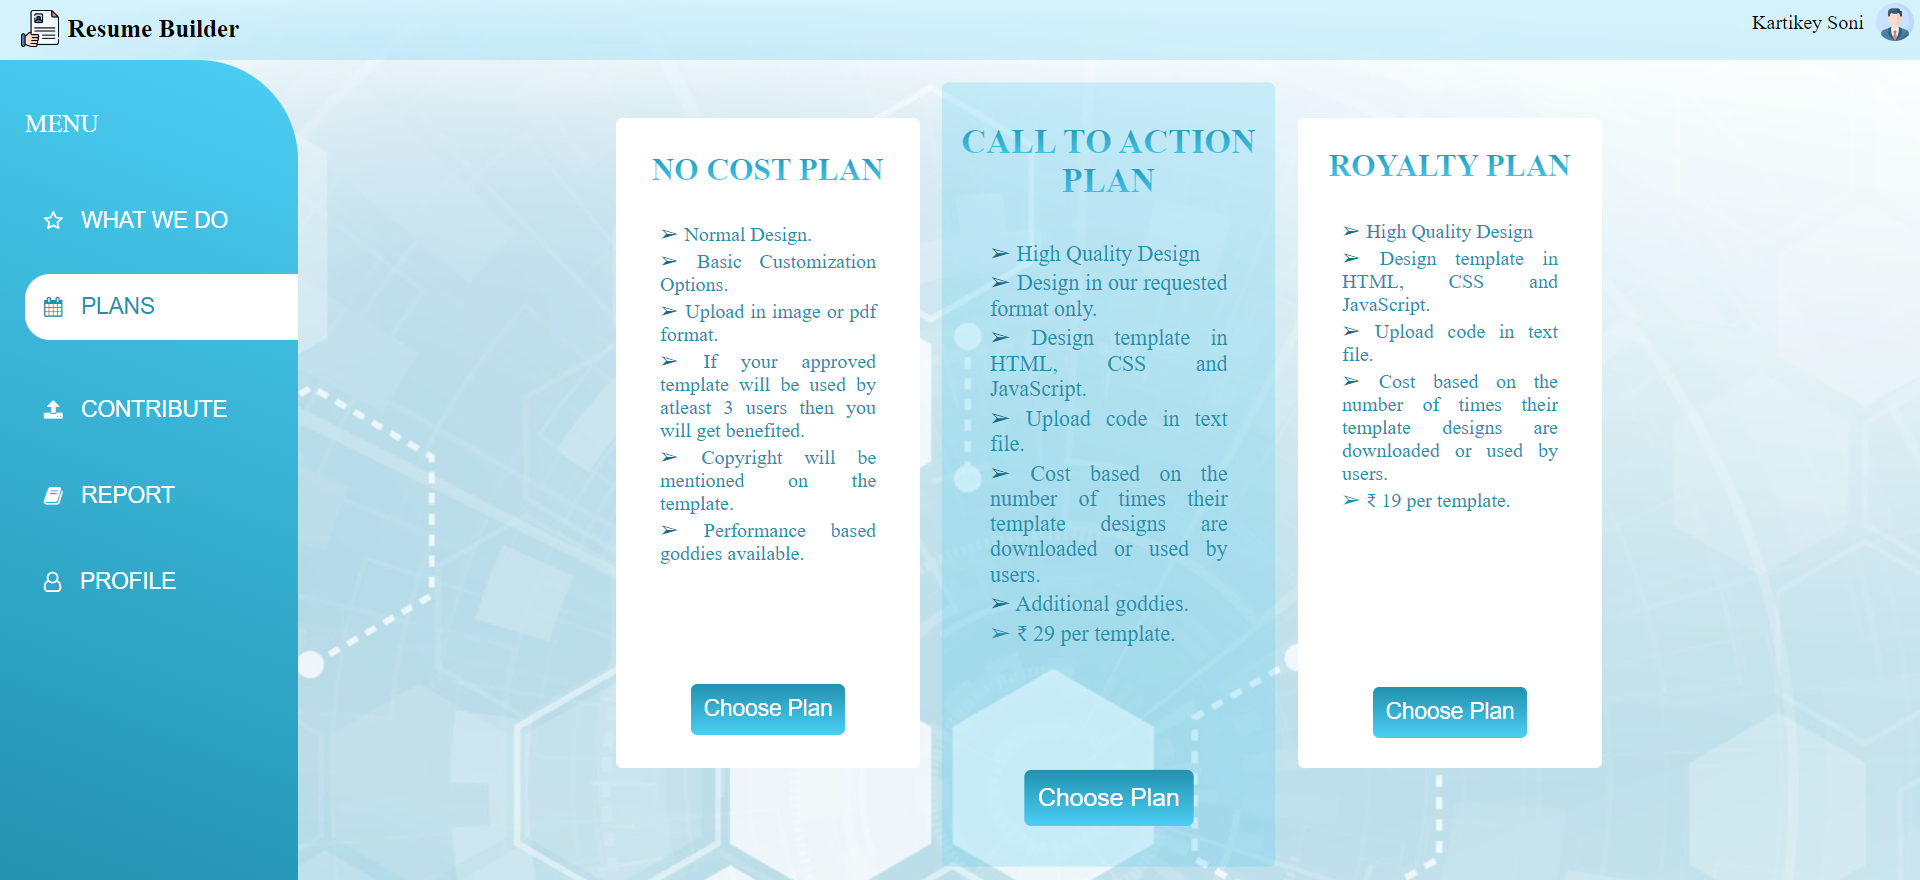 Resume Builder
Kartikey Soni
MENU
WHAT WE DO
PLANS
CONTRIBUTE
REPORT
PROFILE
NO COST PLAN
➢ Normal Design.
➢ Basic Customization
Options.
➢ Upload in image or pdf
format.
➢ If your approved
template will be used by
atleast 3 users then you
will get benefited.
➢ Copyright will be
mentioned on the
template.
➢ Performance based
goddies available.
Choose Plan
CALL TO ACTION
PLAN
➢ High Quality Design
➢ Design in our requested
format only.
➢ Design template in
HTML, CSS and
JavaScript.
➢ Upload code in text
file.
➢ Cost based on the
number of times their
template designs are
downloaded or used by
users.
➢ Additional goddies.
➢ ₹ 29 per template.
Choose Plan
ROYALTY PLAN
➢ High Quality Design
➢ Design template in
HTML, CSS and
JavaScript.
➢ Upload code in text
file.
➢ Cost based on the
number of times their
template designs are
downloaded or used by
users.
➢ ₹ 19 per template.
Choose Plan